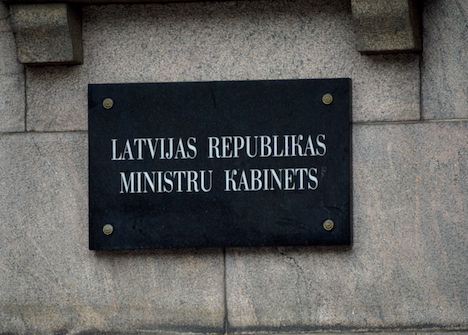 LATVIJAS REPUBLIKAS
MINISTRU KABINETS